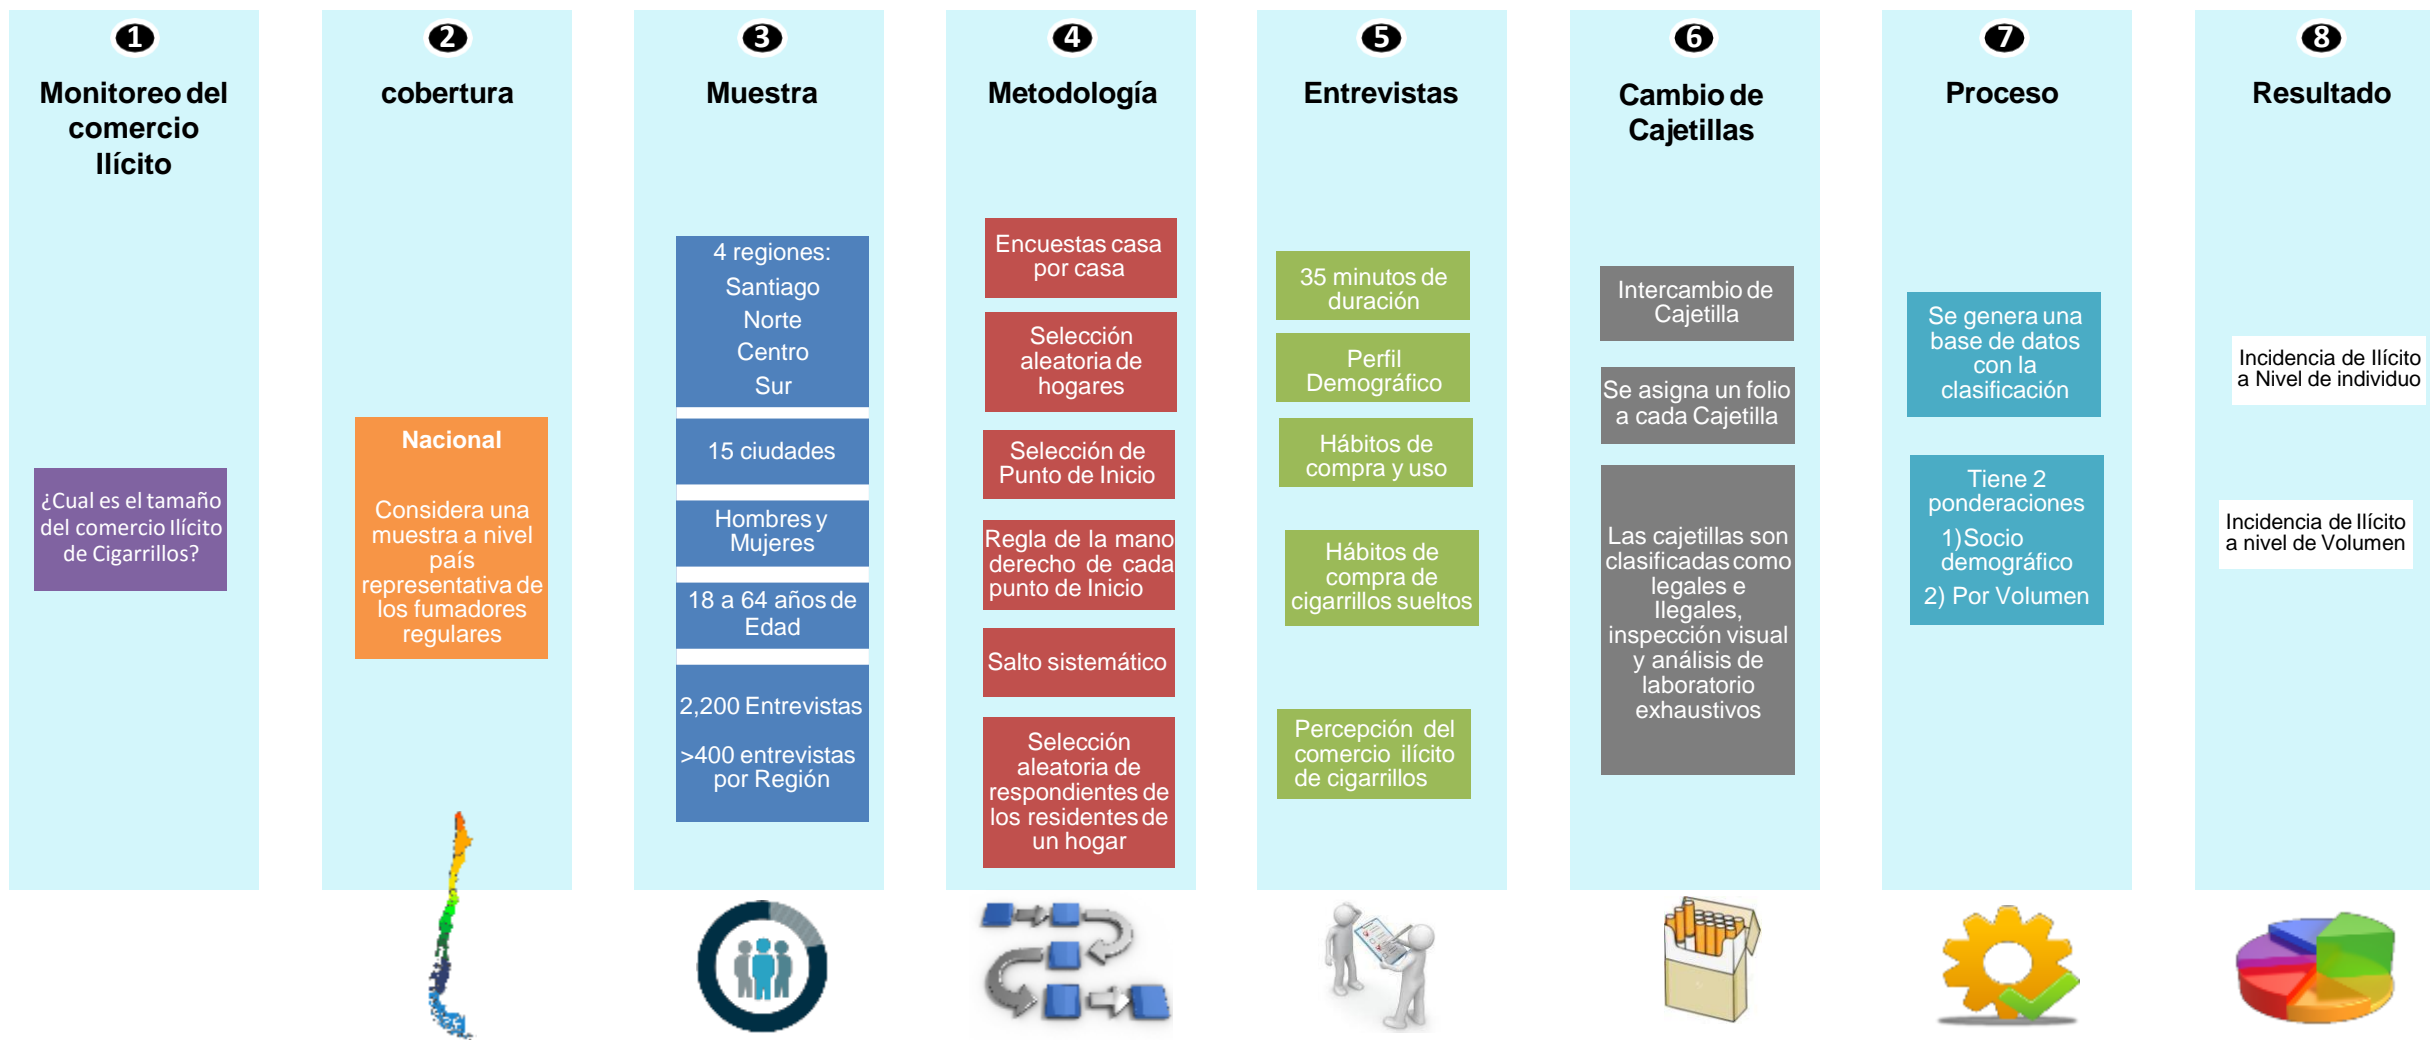 1
Monitoreo del
comercio
Ilícito
¿Cual es el tamaño
del comercio Ilícito
de Cigarrillos?
2
cobertura
Nacional
Considera una
muestra a nivel
país
representativa de
los fumadores
regulares
3
Muestra
4 regiones:
Santiago
Norte
Centro
Sur
15 ciudades
Hombres y
Mujeres
18 a 64 años de
Edad
2,200 Entrevistas
>400 entrevistas
por Región
4
Metodología
Encuestas casa
por casa
Selección
aleatoria de
hogares
Selección de
Punto de Inicio
Regla de la mano
derecho de cada
punto de Inicio
Salto sistemático
Selección
aleatoria de
respondientes de
los residentes de
un hogar
5
Entrevistas
35 minutos de
duración
Perfil
Demográfico
Hábitos de
compra y uso
Hábitos de
compra de
cigarrillos sueltos
Percepción del
comercio ilícito
de cigarrillos
6
Cambio de
Cajetillas
Intercambio de
Cajetilla
Se asigna un folio
a cada Cajetilla
Las cajetillas son
clasificadas como
legales e
Ilegales,
inspección visual
y análisis de
laboratorio
exhaustivos
7
Proceso
Se genera una
base de datos
con la
clasificación
Tiene 2
ponderaciones
1)Socio
demográfico
2) Por Volumen
8
Resultado
Incidencia de Ilícito
a Nivel de individuo
Incidencia de Ilícito
a nivel de Volumen